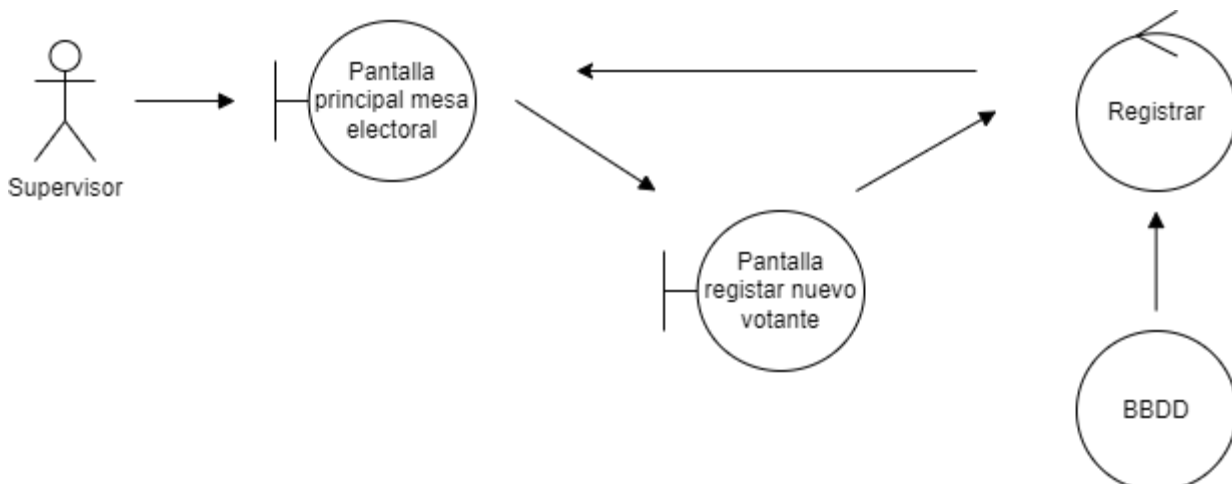 Supervisor
Pantalla
principal mesa
electoral
Pantalla
registar nuevo
votante
Registrar
BBDD